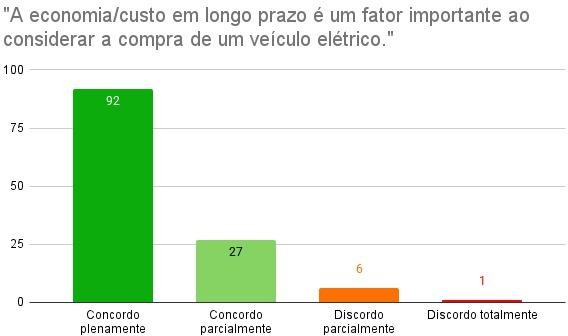 "A economia/custo em longo prazo é um fator importante ao
considerar a compra de um veículo elétrico."
100
75
50
25
0
92
27
6
1
Concordo
plenamente
Concordo
parcialmente
Discordo
parcialmente
Discordo totalmente